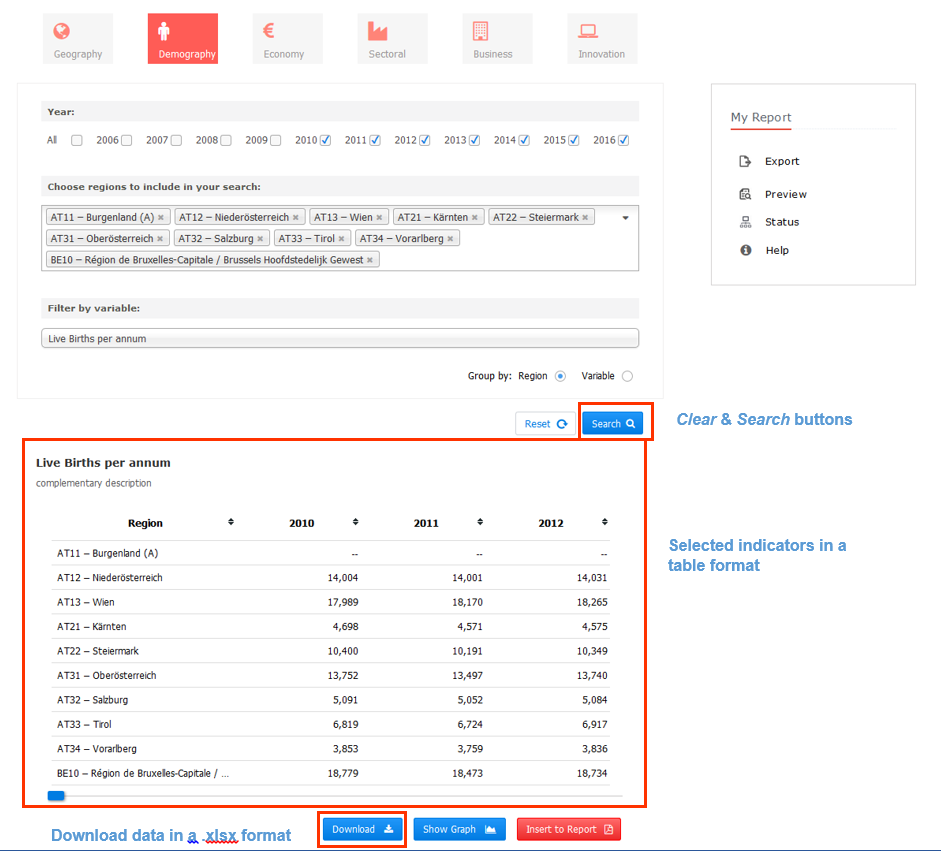 Geography Demography Economy Sectoral Business Innovation
Year:
All 2006 2007 2008 2009 2010 2011 2012 2013 2014 2015 2016
Choose regions to include in your search:
AT11 – Burgenland (A) × AT12 – Niederösterreich × AT13 – Wien × AT21 – Kärnten × AT22 – Steiermark ×
AT31 – Oberösterreich × AT32 – Salzburg × AT33 – Tirol × AT34 – Vorarlberg ×
BE10 – Région de Bruxelles-Capitale / Brussels Hoofdstedelijk Gewest ×
Filter by variable:
Live Births per annum
Group by: Region Variable
My Report
Export
Preview
Status
Help
Reset Search
Clear & Search buttons
Live Births per annum
complementary description
Region 2010 2011 2012
AT11 – Burgenland (A) -- -- --
AT12 – Niederösterreich 14,004 14,001 14,031
AT13 – Wien 17,989 18,170 18,265
AT21 – Kärnten 4,698 4,571 4,575
AT22 – Steiermark 10,400 10,191 10,349
AT31 – Oberösterreich 13,752 13,497 13,740
AT32 – Salzburg 5,091 5,052 5,084
AT33 – Tirol 6,819 6,724 6,917
AT34 – Vorarlberg 3,853 3,759 3,836
BE10 – Région de Bruxelles-Capitale / ... 18,779 18,473 18,734
Selected indicators in a
table format
Download data in a .xlsx format
Download Show Graph Insert to Report